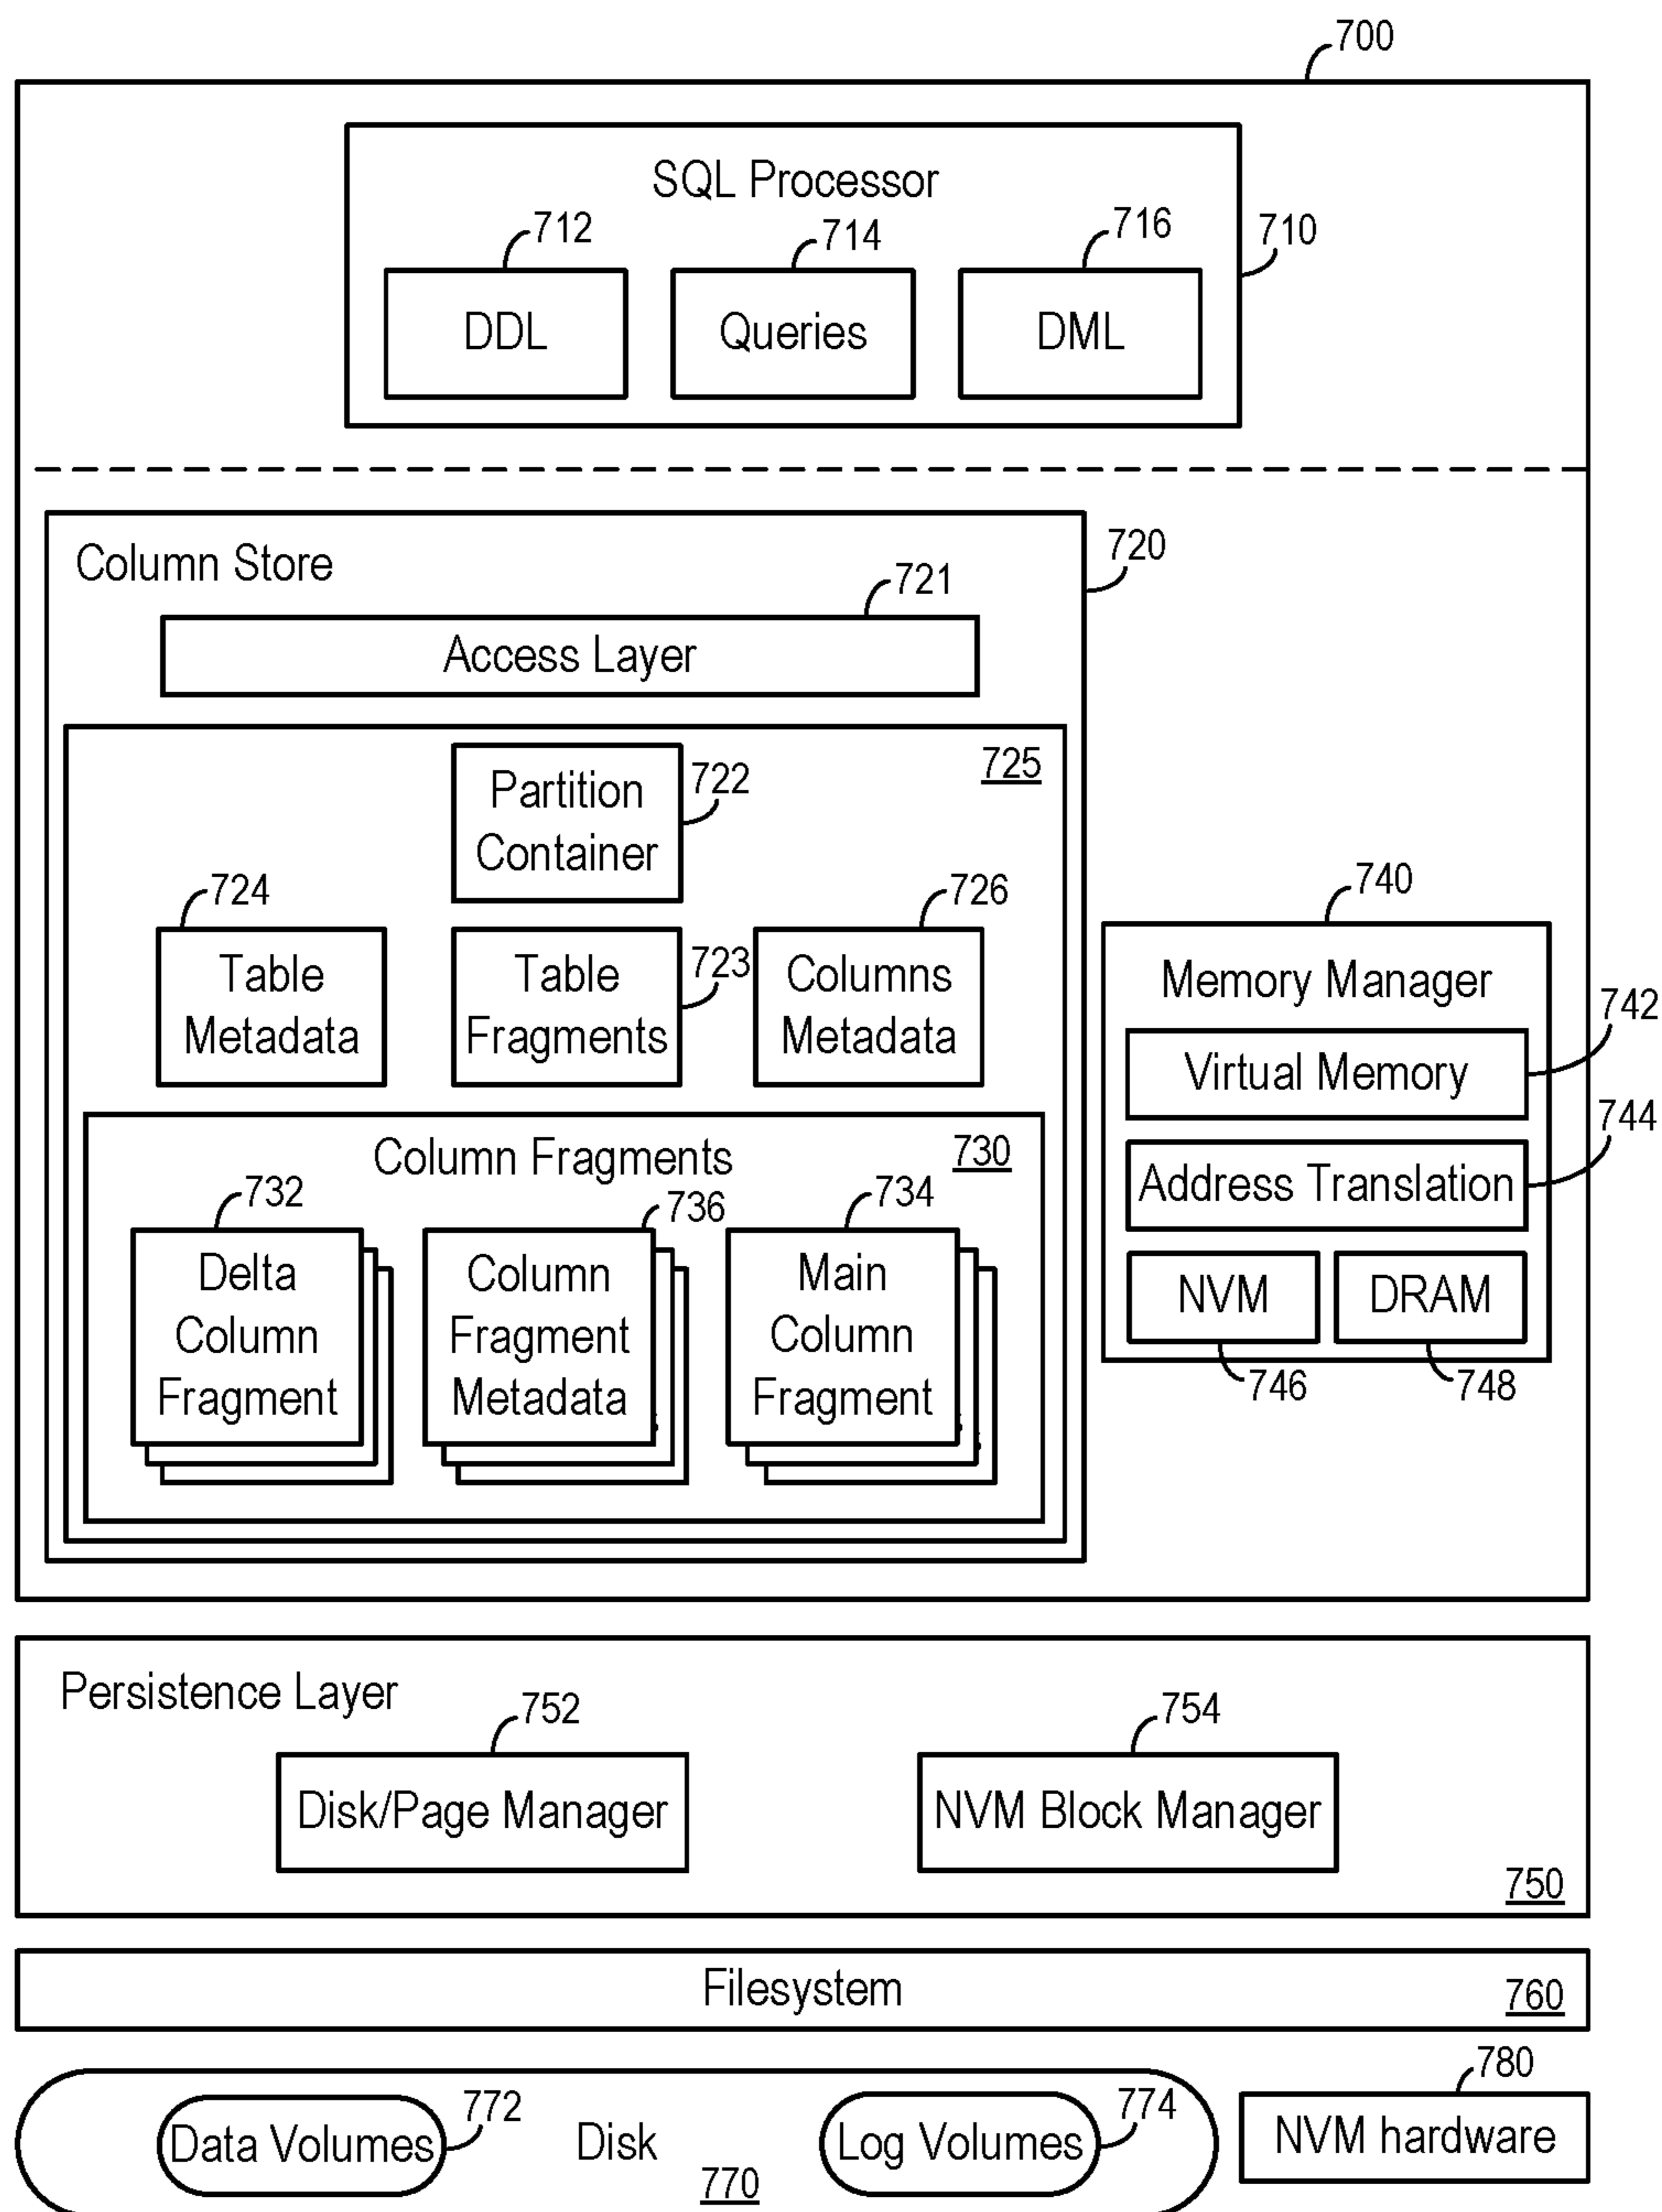 700
SQL Processor
712
714
716
710
DDL
Queries
DML
Column Store
720
721
Access Layer
725
Partition
Container
722
724
726
Table
Metadata
Table
Fragments
723
Columns
Metadata
740
Memory Manager
742
Virtual Memory
744
Address Translation
NVM
DRAM
746
748
Column Fragments
730
732
736
734
Delta
Column
Fragment
Column
Fragment
Metadata
Main
Column
Fragment
Persistence Layer
752
754
Disk/Page Manager
NVM Block Manager
750
Filesystem
760
Data Volumes
772
Disk
770
Log Volumes
774
780
NVM hardware